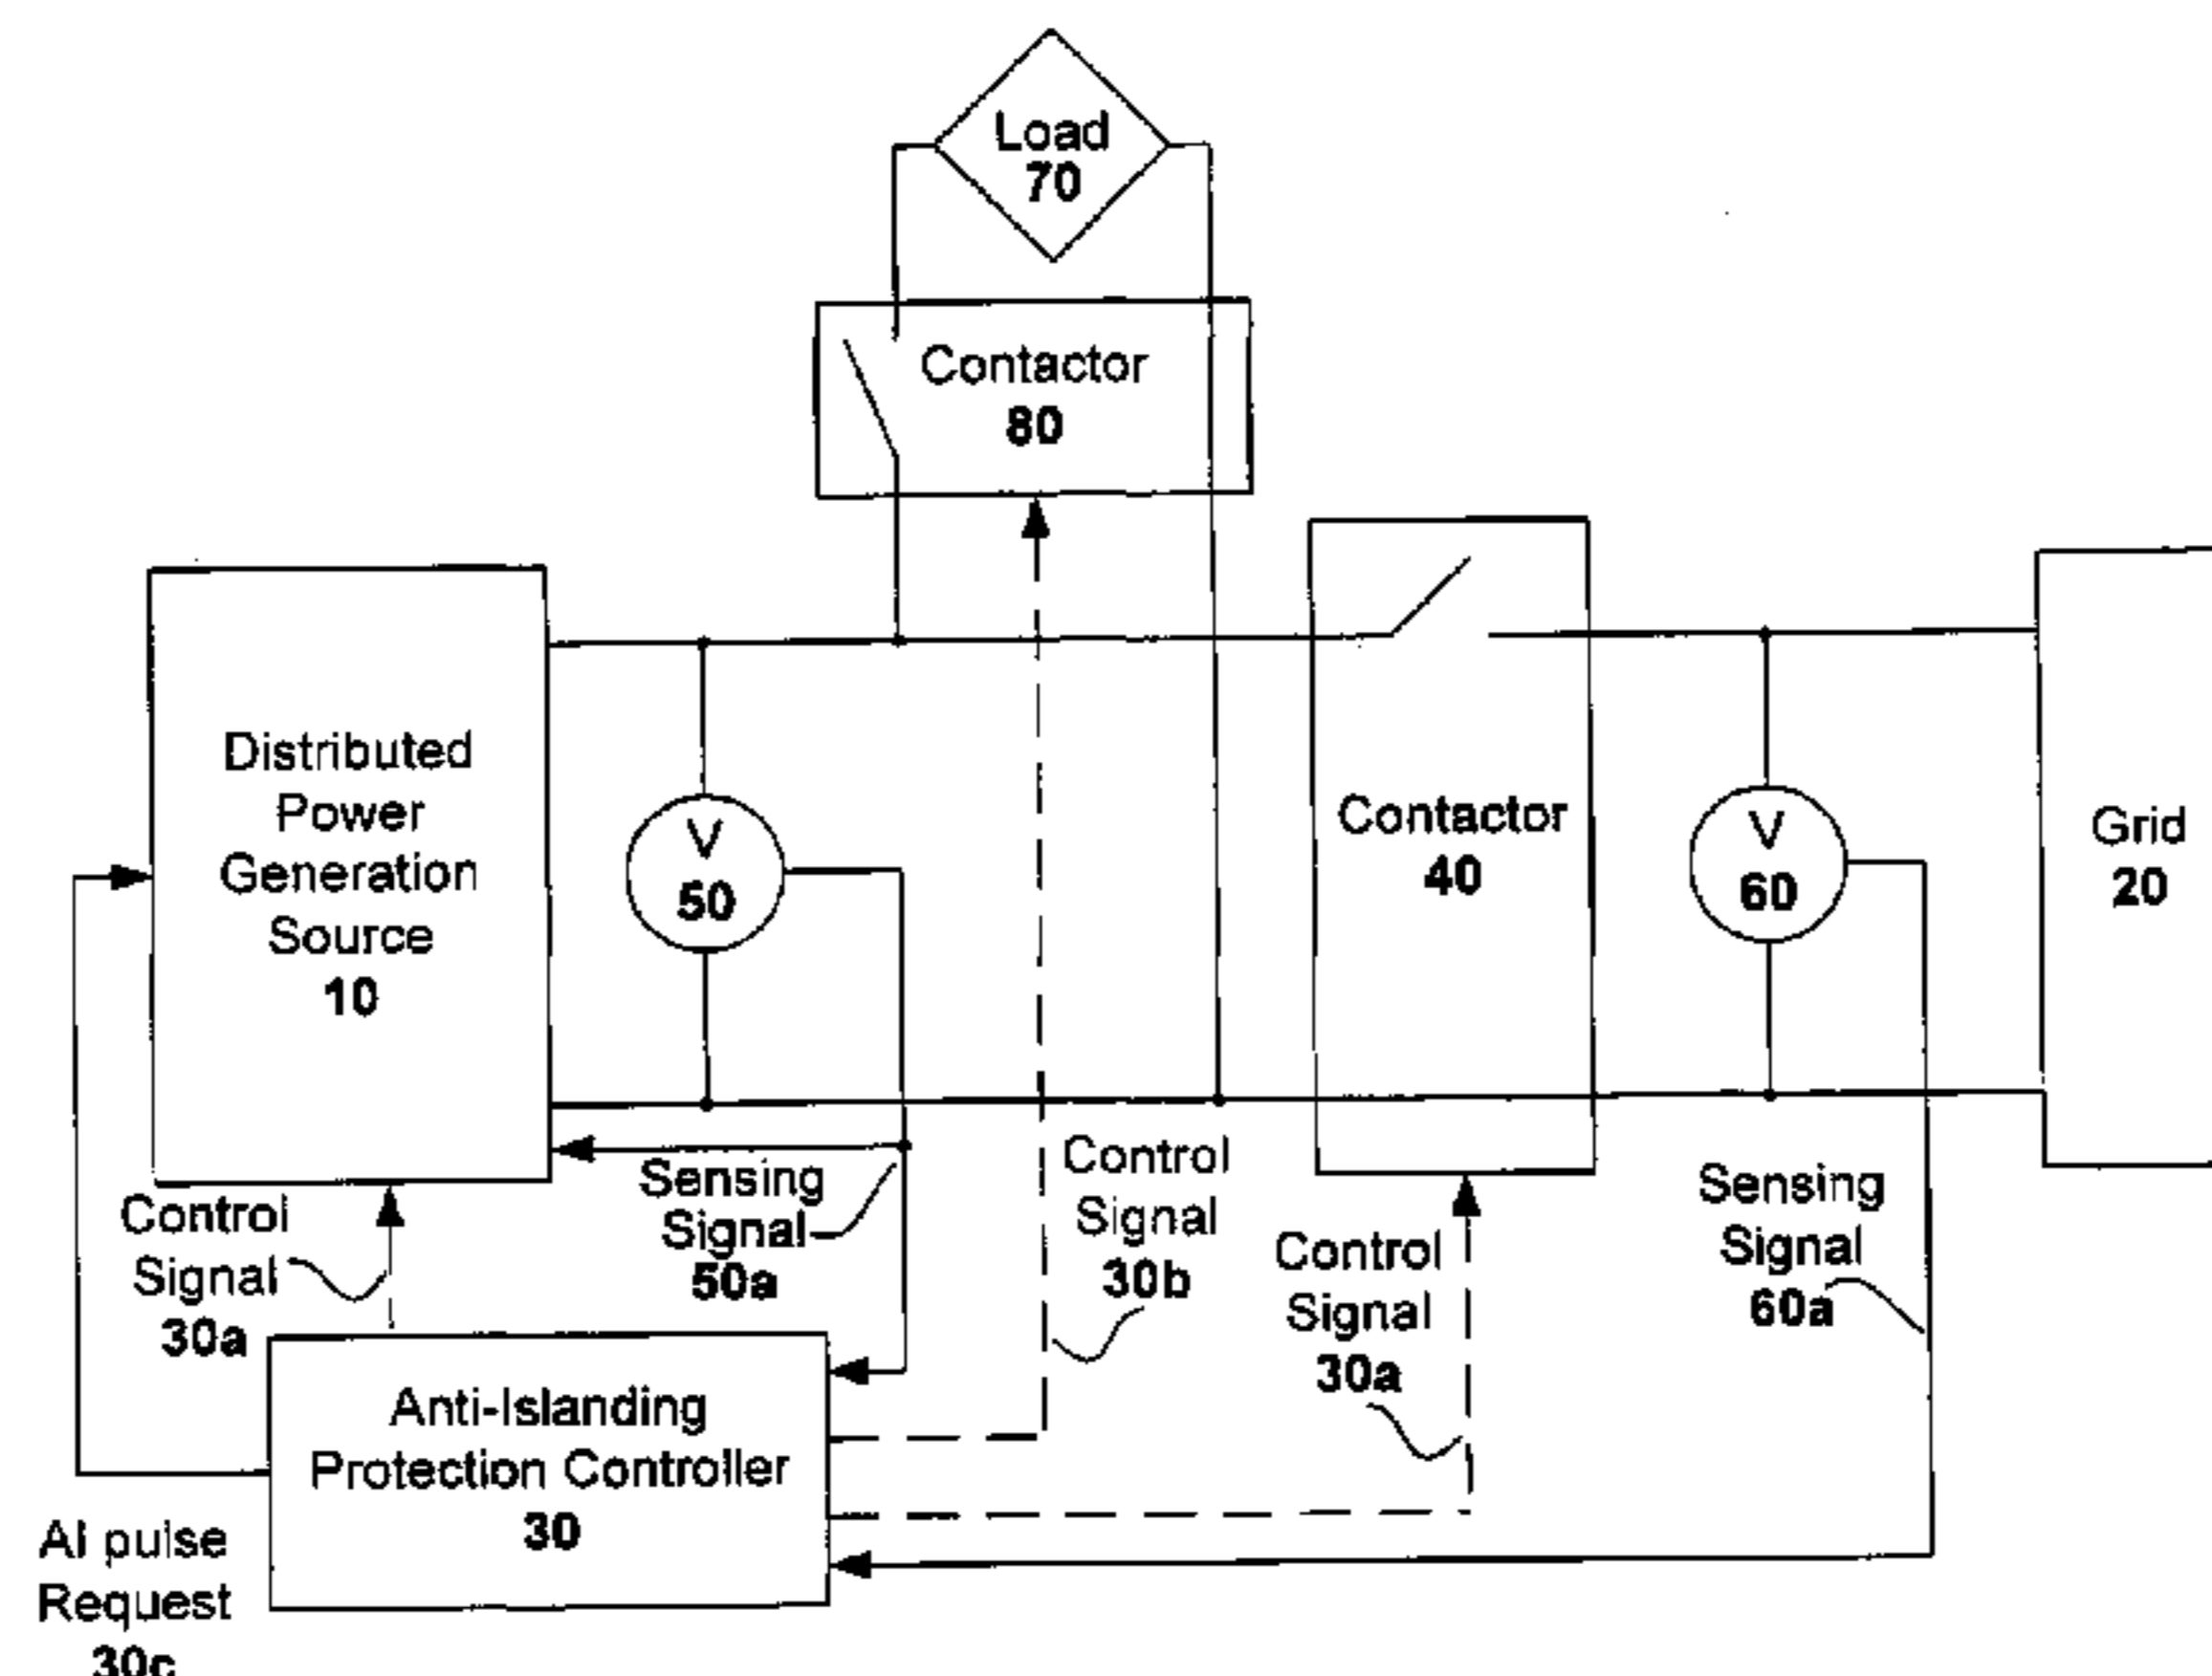 Load
70
Contactor
80
Distributed
Power
Generation
Source
10
V
50
Contactor
40
V
60
Grid
20
Control
Signal
30a
Sensing
Signal
50a
Control
Signal
30b
Control
Signal
30a
Sensing
Signal
60a
Anti-Islanding
Protection Controller
30
AI pulse
Request
30c